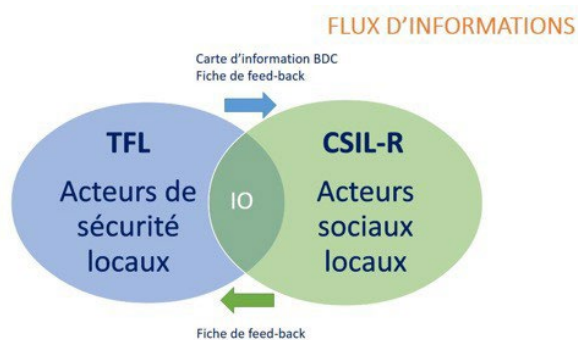 FLUX D'INFORMATIONS
Carte d'information BDC
Fiche de feed-back
TFL
Acteurs de
sécurité
locaux
IO
CSIL-R
Acteurs
sociaux
locaux
Fiche de feed-back